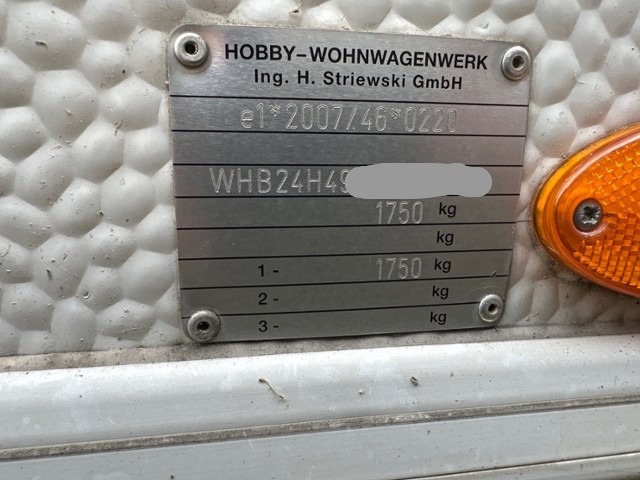 HOBBY-WOHNWAGENWERK
Ing. H. Striewski GmbH
e1*2007/46*0220
WHB24H49
1750 kg
kg
1- 1750 kg
2- kg
3- kg